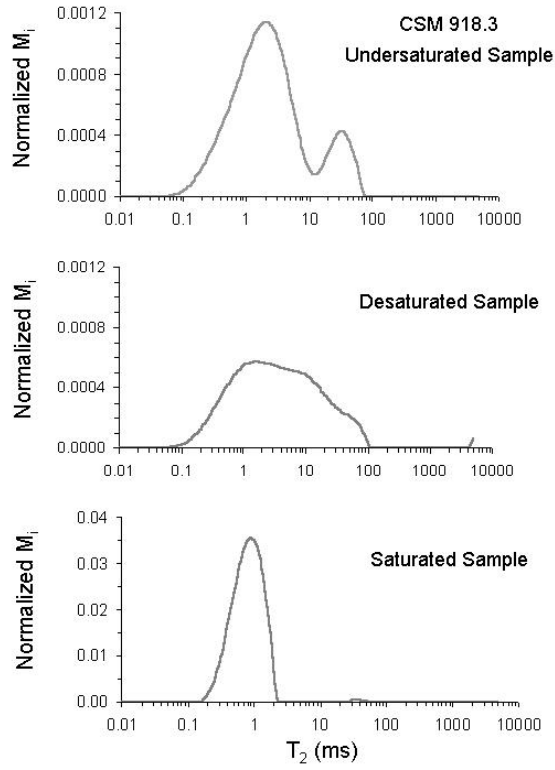 CSM 918.3
Undersaturated Sample
Normalized Mi
0.0012
0.0008
0.0004
0.0000
0.01 0.1 1 10 100 1000 10000
Desaturated Sample
Normalized Mi
0.0012
0.0008
0.0004
0.0000
0.01 0.1 1 10 100 1000 10000
Saturated Sample
Normalized Mi
0.04
0.03
0.02
0.01
0.00
0.01 0.1 1 10 100 1000 10000
T2 (ms)